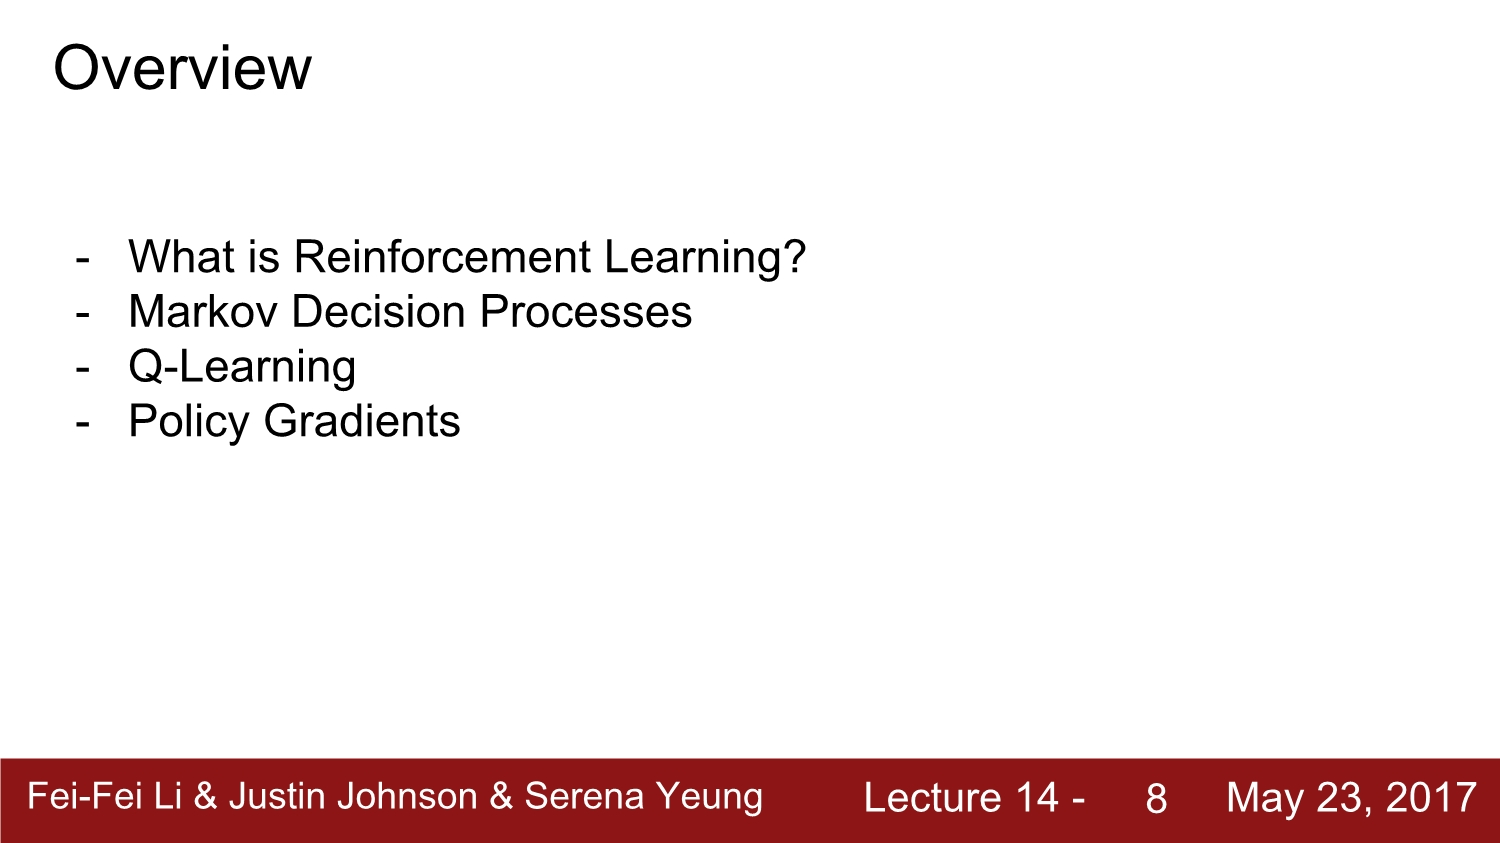 Overview
- What is Reinforcement Learning?
- Markov Decision Processes
- Q-Learning
- Policy Gradients
Fei-Fei Li & Justin Johnson & Serena Yeung Lecture 14 - 8 May 23, 2017